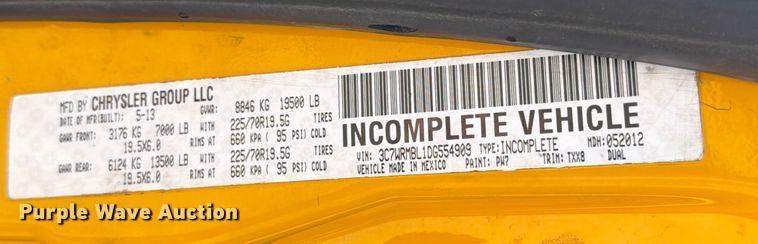 MFD BY CHRYSLER GROUP LLC
DATE OF MFR(BUILT): 5-13 GVWR: 8846 KG 19500 LB
GAWR FRONT: 3176 KG 7000 LB WITH 225/70R19.5G TIRES
19.5X6.0 RIMS AT 660 KPA ( 95 PSI) COLD
GAWR REAR: 6124 KG 13500 LB WITH 225/70R19.5G TIRES
19.5X6.0 RIMS AT 660 KPA ( 95 PSI) COLD
INCOMPLETE VEHICLE
VIN: 3C7WRMBL1DG554909 TYPE: INCOMPLETE MDH: 052012
VEHICLE MADE IN MEXICO PAINT: PW7 TRIM: TXX8 DUAL
Purple Wave Auction